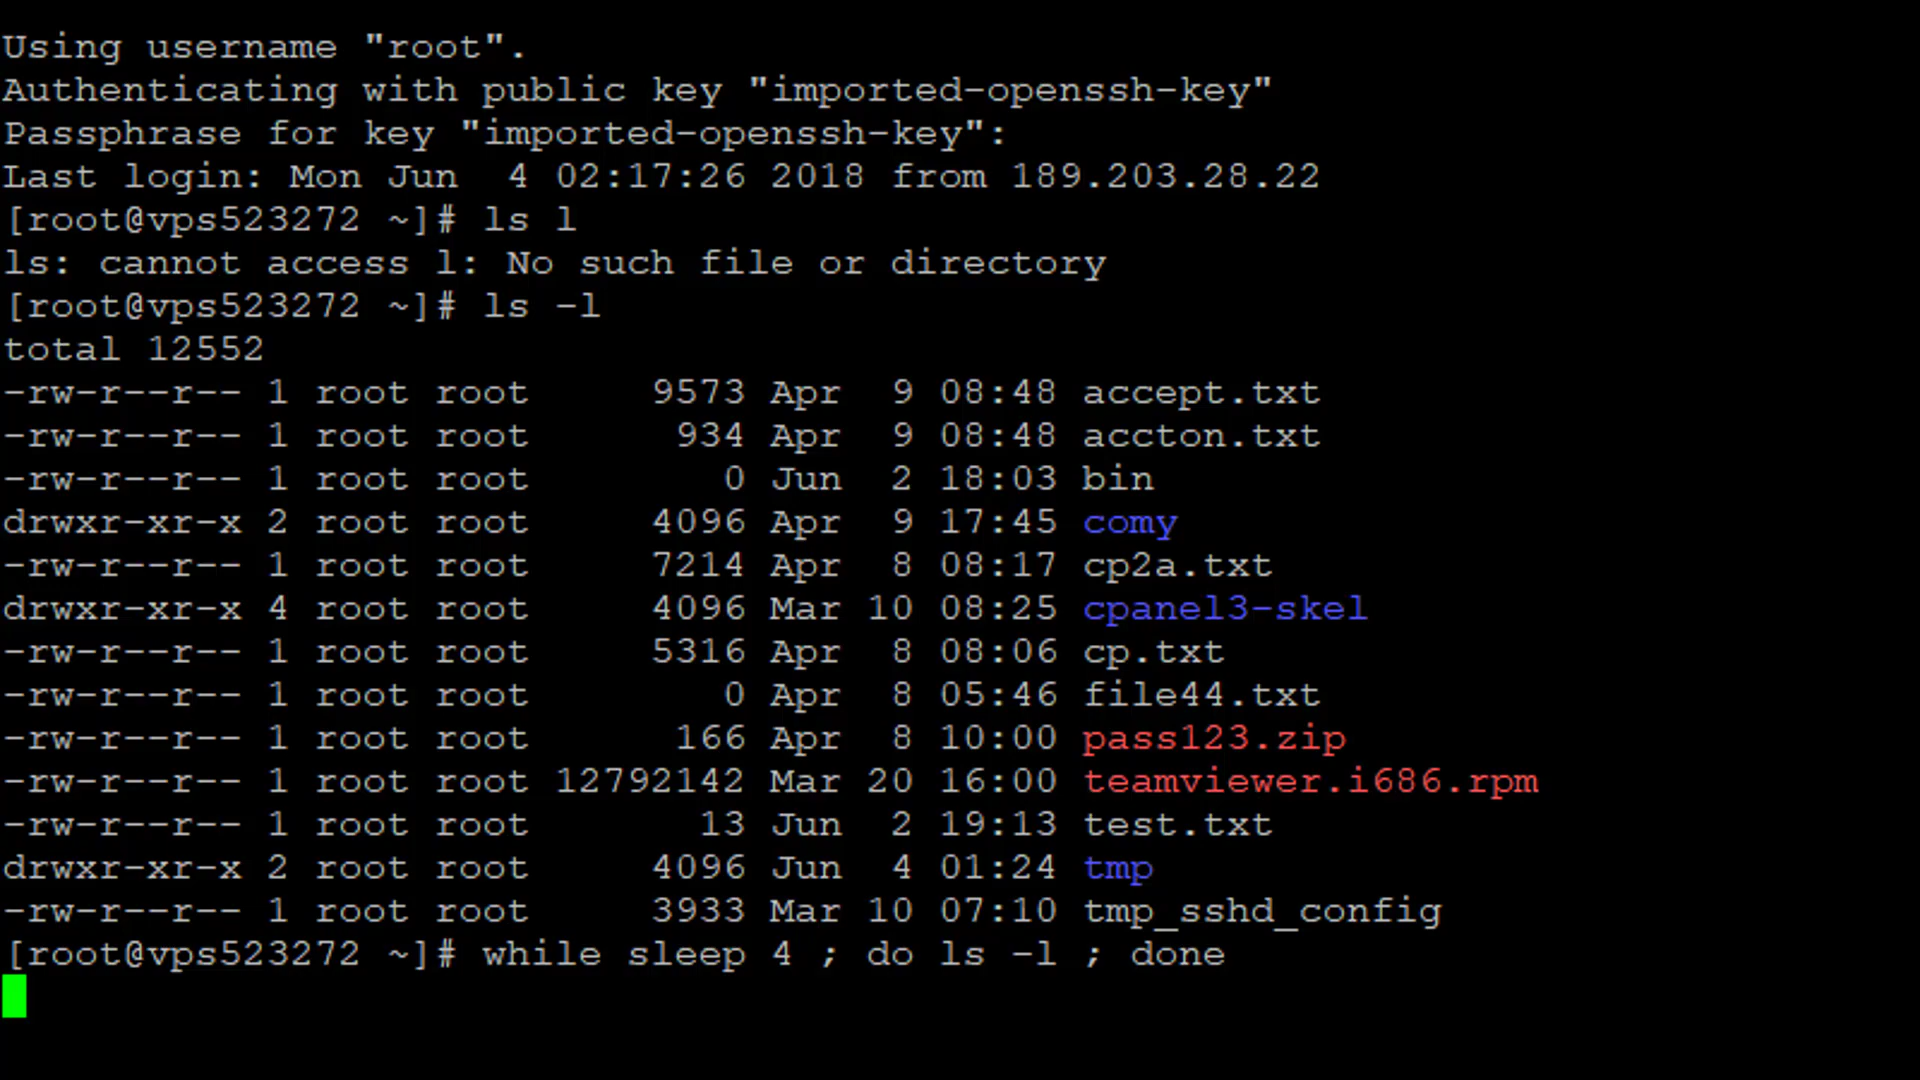 Using username "root".
Authenticating with public key "imported-openssh-key"
Passphrase for key "imported-openssh-key":
Last login: Mon Jun  4 02:17:26 2018 from 189.203.28.22
[root@vps523272 ~]# ls l
ls: cannot access l: No such file or directory
[root@vps523272 ~]# ls -l
total 12552
-rw-r--r-- 1 root root     9573 Apr  9 08:48 accept.txt
-rw-r--r-- 1 root root      934 Apr  9 08:48 accton.txt
-rw-r--r-- 1 root root        0 Jun  2 18:03 bin
drwxr-xr-x 2 root root     4096 Apr  9 17:45 comy
-rw-r--r-- 1 root root     7214 Apr  8 08:17 cp2a.txt
drwxr-xr-x 4 root root     4096 Mar 10 08:25 cpanel3-skel
-rw-r--r-- 1 root root     5316 Apr  8 08:06 cp.txt
-rw-r--r-- 1 root root        0 Apr  8 05:46 file44.txt
-rw-r--r-- 1 root root      166 Apr  8 10:00 pass123.zip
-rw-r--r-- 1 root root 12792142 Mar 20 16:00 teamviewer.i686.rpm
-rw-r--r-- 1 root root       13 Jun  2 19:13 test.txt
drwxr-xr-x 2 root root     4096 Jun  4 01:24 tmp
-rw-r--r-- 1 root root     3933 Mar 10 07:10 tmp_sshd_config
[root@vps523272 ~]# while sleep 4 ; do ls -l ; done